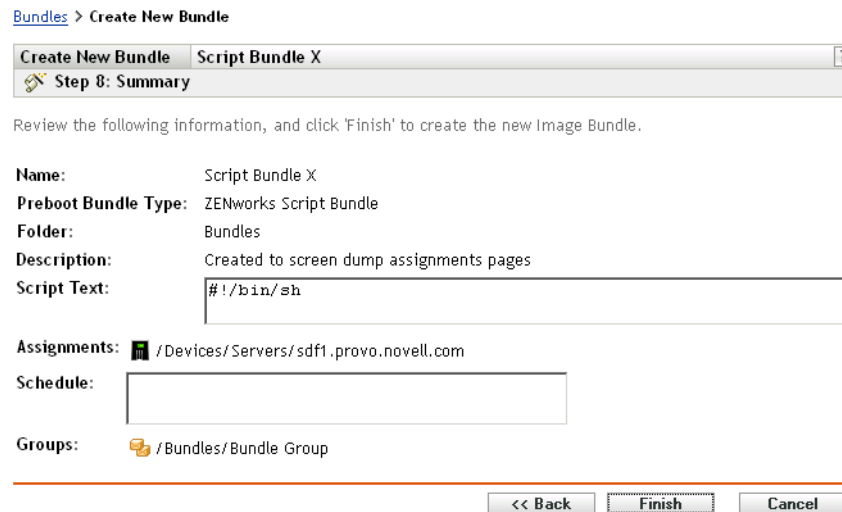 Bundles > Create New Bundle
Create New Bundle Script Bundle X
Step 8: Summary
Review the following information, and click 'Finish' to create the new Image Bundle.
Name: Script Bundle X
Preboot Bundle Type: ZENworks Script Bundle
Folder: Bundles
Description: Created to screen dump assignments pages
Script Text: #!/bin/sh
Assignments: /Devices/Servers/sdf1.provo.novell.com
Schedule:
Groups: /Bundles/Bundle Group
<< Back Finish Cancel